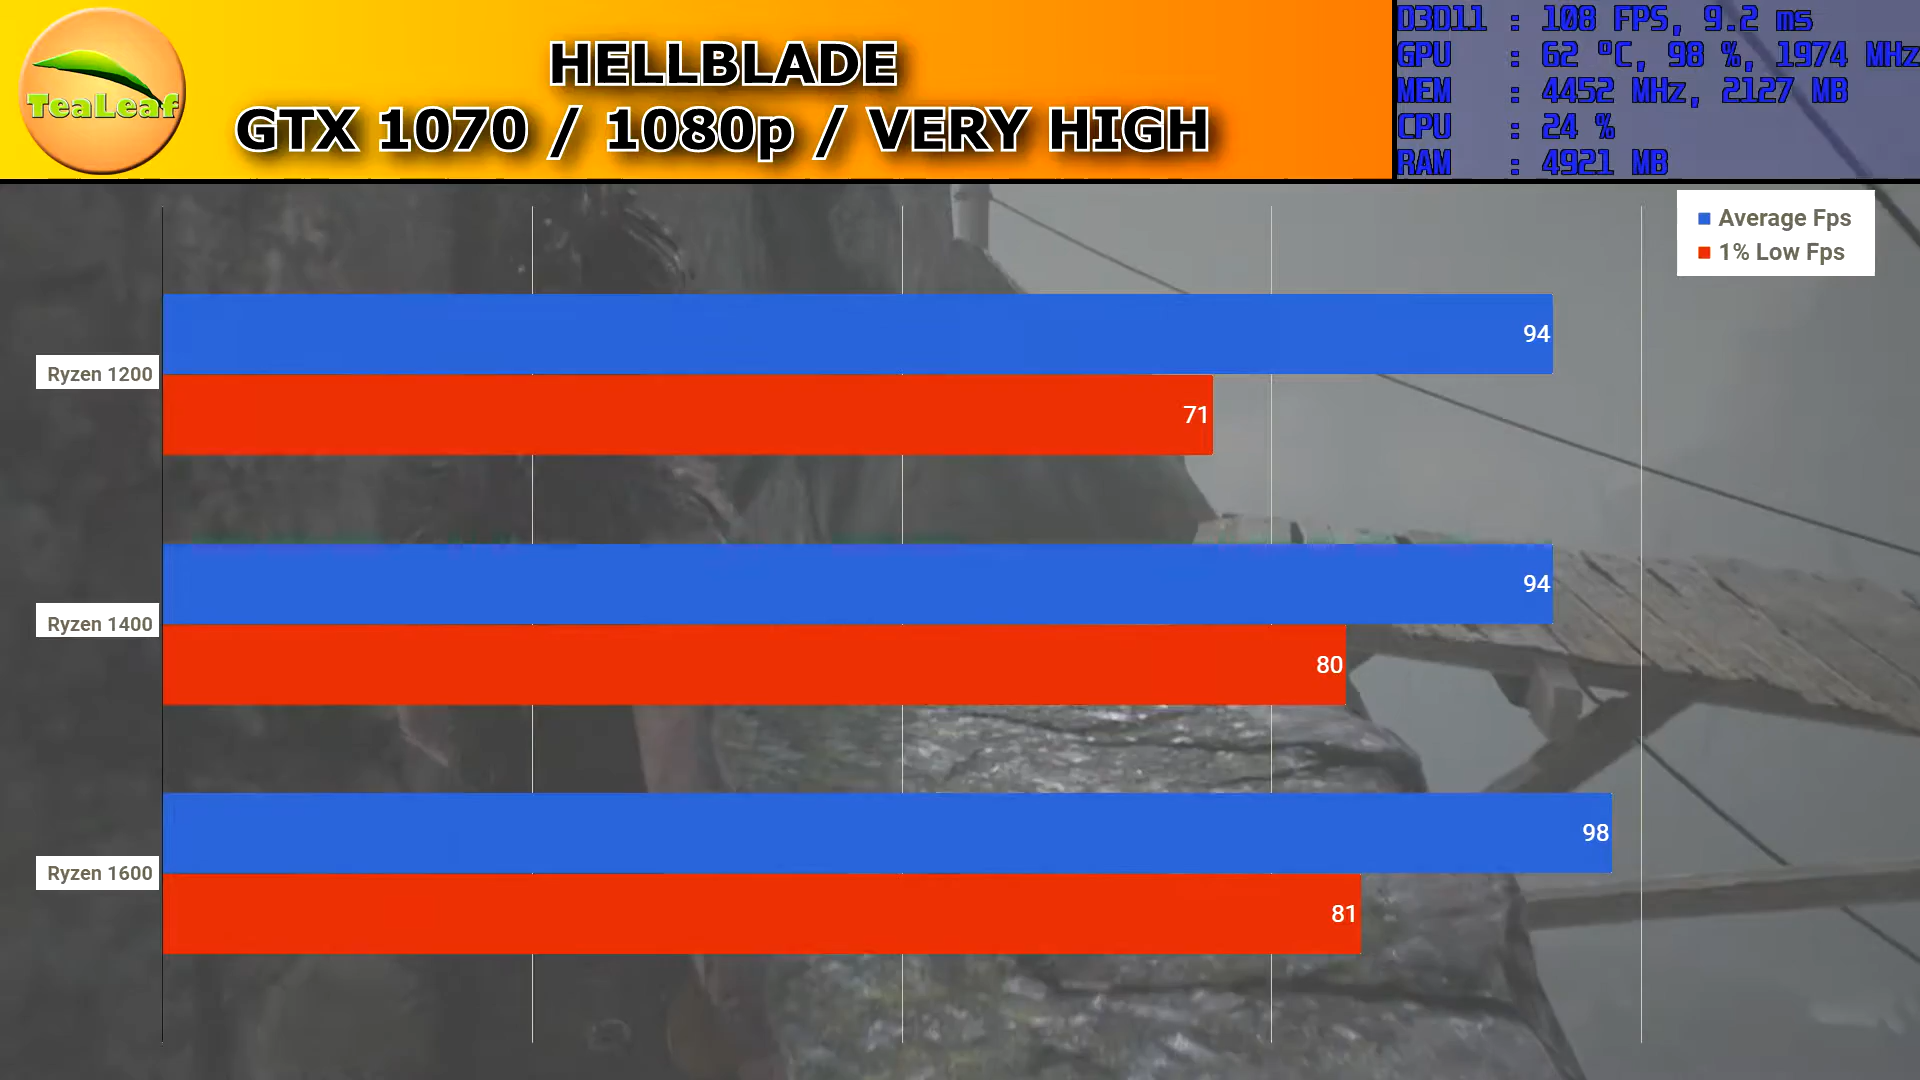 TeaLeaf
HELLBLADE
GTX 1070 / 1080p / VERY HIGH
D3D11 : 108 FPS, 9.2 ms
GPU : 62 °C, 98 %, 1974 MHz
MEM : 4452 MHz, 2127 MB
CPU : 24 %
RAM : 4921 MB
Average Fps
1% Low Fps
Ryzen 1200
94
71
Ryzen 1400
94
80
Ryzen 1600
98
81